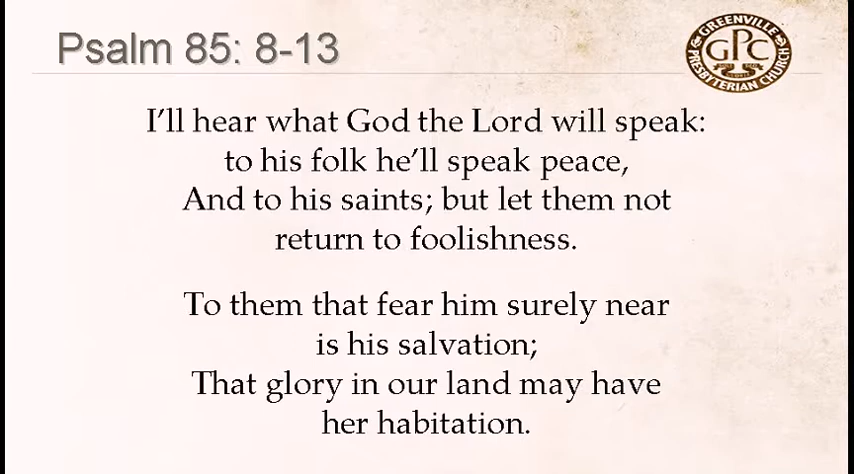 Psalm 85: 8-13
GREENVILLE
GPC
PRESBYTERIAN CHURCH
I'll hear what God the Lord will speak:
to his folk he'll speak peace,
And to his saints; but let them not
return to foolishness.
To them that fear him surely near
is his salvation;
That glory in our land may have
her habitation.